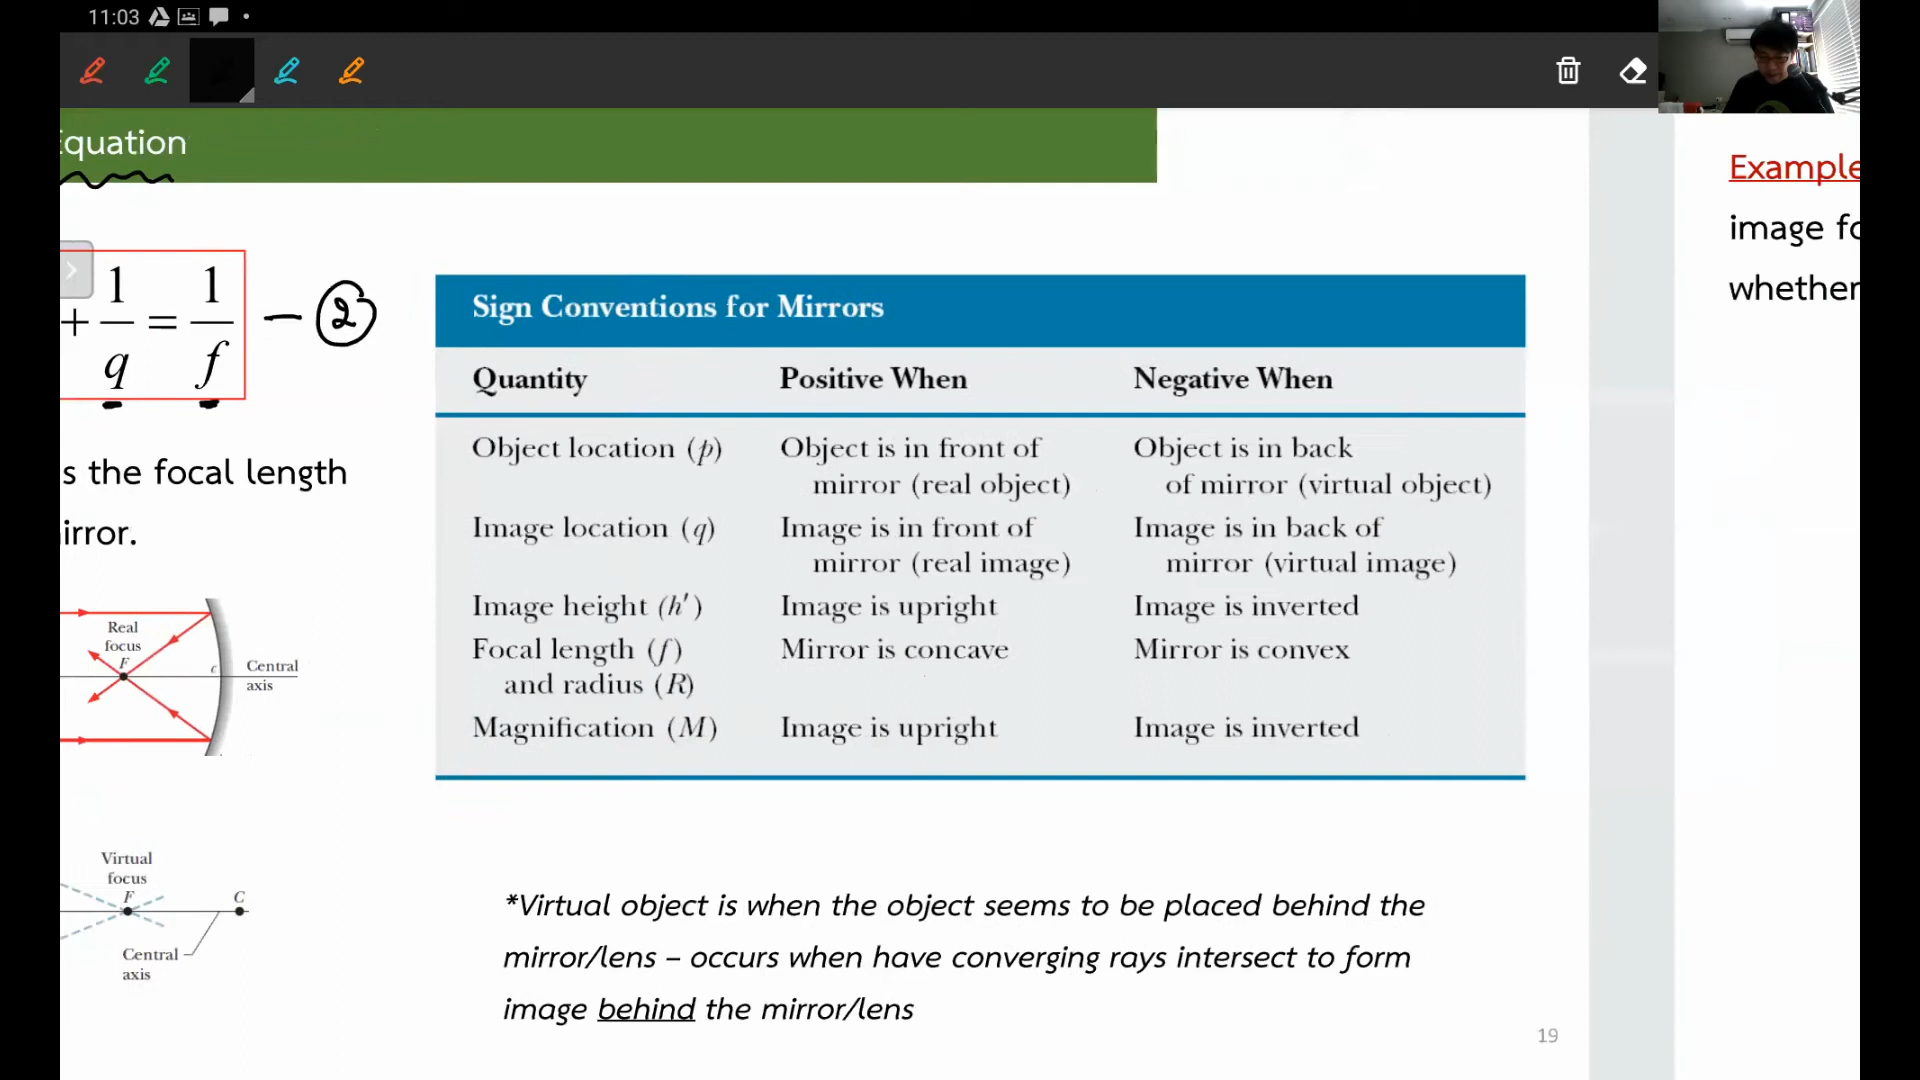 11:03
Equation
+ 1/q = 1/f — ②
s the focal length
irror.
Real
focus
F
c
Central
axis
Virtual
focus
F
C
Central
axis
Sign Conventions for Mirrors
Quantity Positive When Negative When
Object location (p) Object is in front of Object is in back
mirror (real object) of mirror (virtual object)
Image location (q) Image is in front of Image is in back of
mirror (real image) mirror (virtual image)
Image height (h′) Image is upright Image is inverted
Focal length (f) Mirror is concave Mirror is convex
and radius (R)
Magnification (M) Image is upright Image is inverted
*Virtual object is when the object seems to be placed behind the
mirror/lens – occurs when have converging rays intersect to form
image behind the mirror/lens
19
Example
image fo
whether